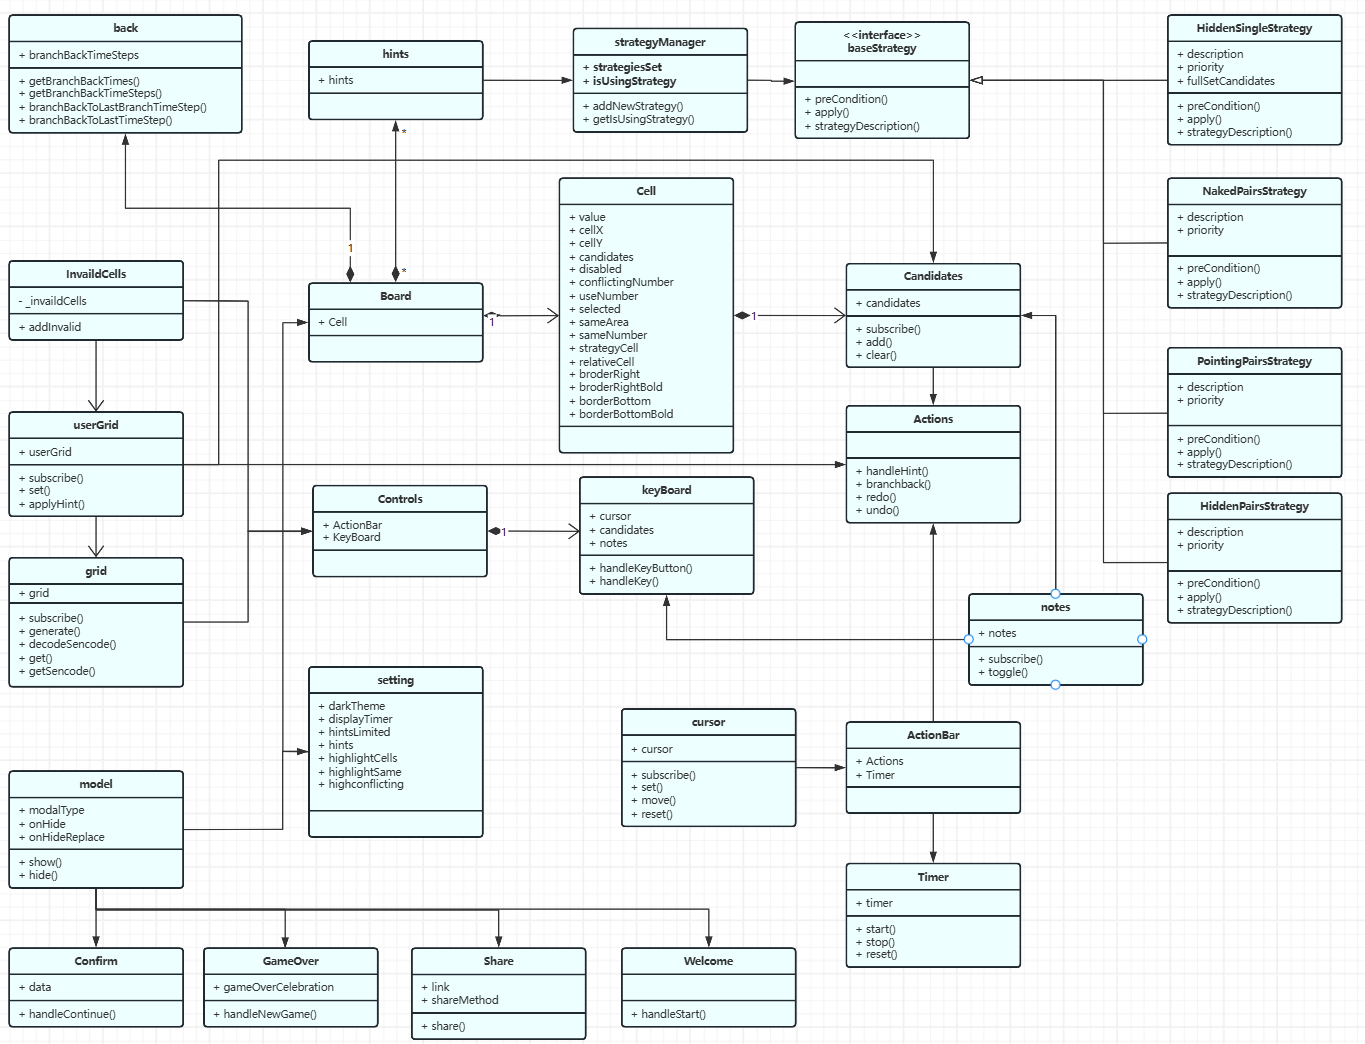 back
+ branchBackTimeSteps
+ getBranchBackTimes()
+ getBranchBackTimeSteps()
+ branchBackToLastBranchTimeStep()
+ branchBackToLastTimeStep()
hints
+ hints
strategyManager
+ strategiesSet
+ isUsingStrategy
+ addNewStrategy()
+ getIsUsingStrategy()
<<interface>>
baseStrategy
+ preCondition()
+ apply()
+ strategyDescription()
HiddenSingleStrategy
+ description
+ priority
+ fullSetCandidates
+ preCondition()
+ apply()
+ strategyDescription()
*
1
*
InvaildCells
- _invaildCells
+ addInvalid
Board
+ Cell
1
Cell
+ value
+ cellX
+ cellY
+ candidates
+ disabled
+ conflictingNumber
+ useNumber
+ selected
+ sameArea
+ sameNumber
+ strategyCell
+ relativeCell
+ broderRight
+ broderRightBold
+ borderBottom
+ borderBottomBold
1
Candidates
+ candidates
+ subscribe()
+ add()
+ clear()
NakedPairsStrategy
+ description
+ priority
+ preCondition()
+ apply()
+ strategyDescription()
PointingPairsStrategy
+ description
+ priority
+ preCondition()
+ apply()
+ strategyDescription()
userGrid
+ userGrid
+ subscribe()
+ set()
+ applyHint()
Actions
+ handleHint()
+ branchback()
+ redo()
+ undo()
Controls
+ ActionBar
+ KeyBoard
1
keyBoard
+ cursor
+ candidates
+ notes
+ handleKeyButton()
+ handleKey()
HiddenPairsStrategy
+ description
+ priority
+ preCondition()
+ apply()
+ strategyDescription()
grid
+ grid
+ subscribe()
+ generate()
+ decodeSencode()
+ get()
+ getSencode()
notes
+ notes
+ subscribe()
+ toggle()
setting
+ darkTheme
+ displayTimer
+ hintsLimited
+ hints
+ highlightCells
+ highlightSame
+ highconflicting
cursor
+ cursor
+ subscribe()
+ set()
+ move()
+ reset()
ActionBar
+ Actions
+ Timer
model
+ modalType
+ onHide
+ onHideReplace
+ show()
+ hide()
Timer
+ timer
+ start()
+ stop()
+ reset()
Confirm
+ data
+ handleContinue()
GameOver
+ gameOverCelebration
+ handleNewGame()
Share
+ link
+ shareMethod
+ share()
Welcome
+ handleStart()